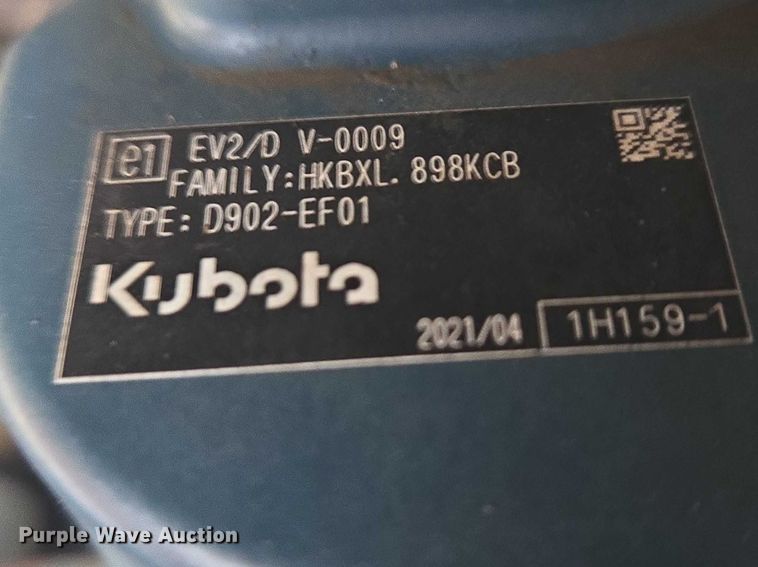 e1 EV2/D V-0009
FAMILY:HKBXL.898KCB
TYPE: D902-EF01
Kubota
2021/04 1H159-1
Purple Wave Auction